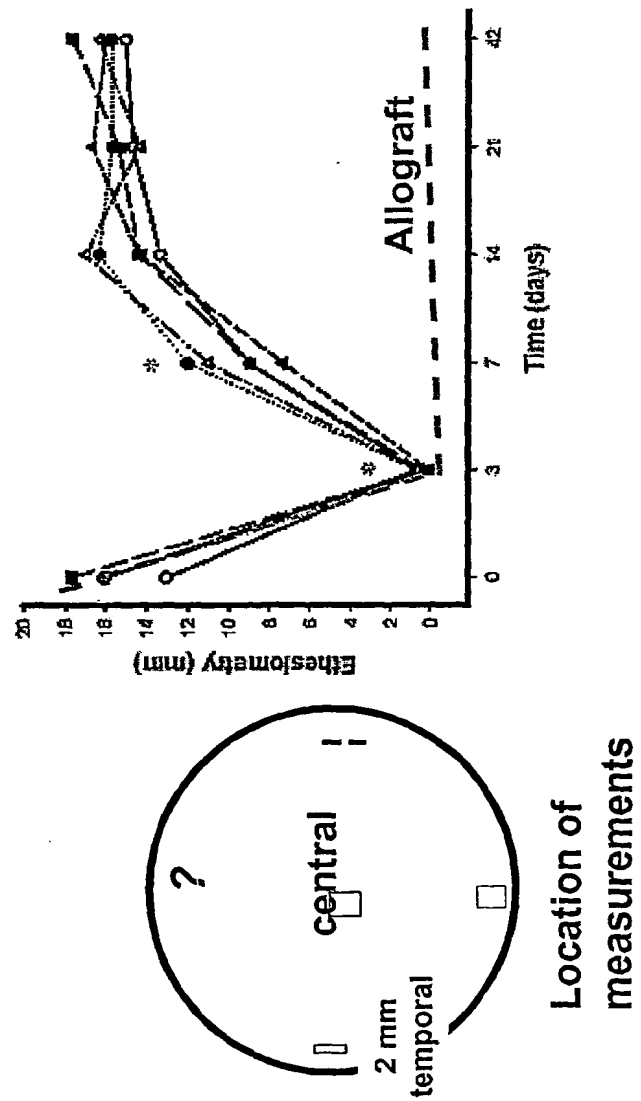 ?
central
2 mm
temporal
Location of
measurements
Ethesiometry (mm)
20
18
16
14
12
10
8
6
4
2
0
*
*
Allograft
0 3 7 14 21 42
Time (days)